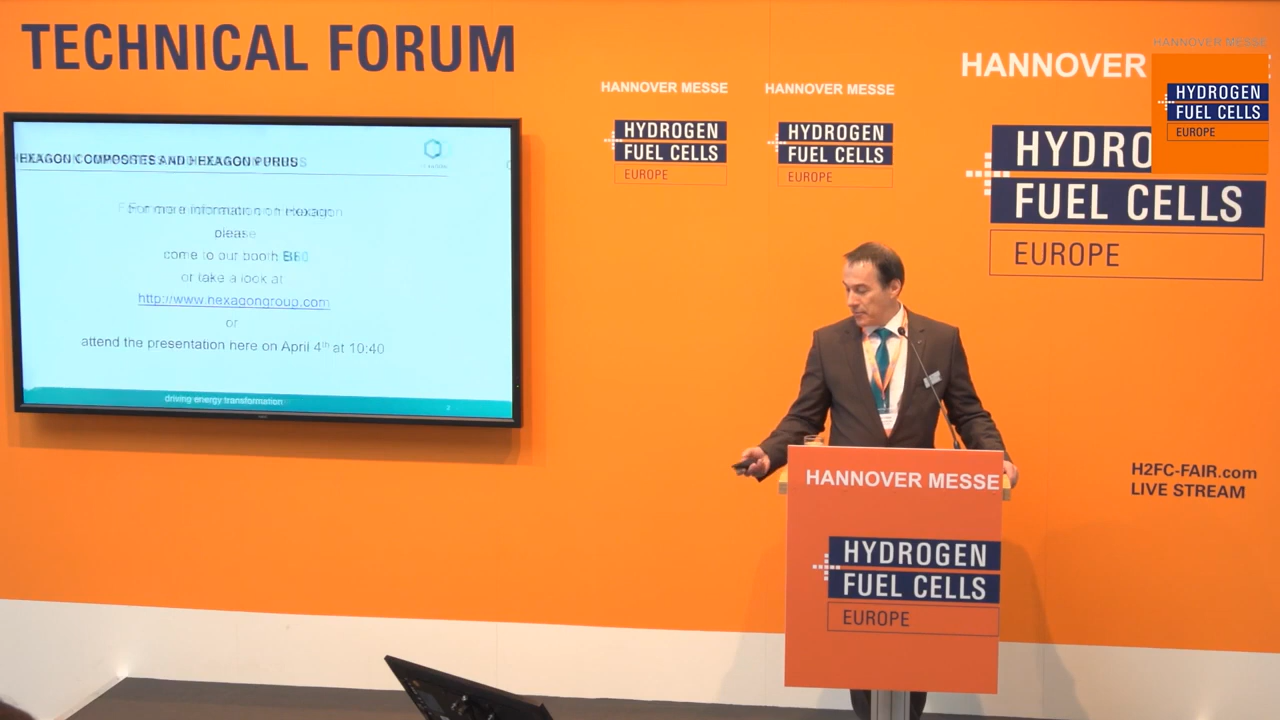 TECHNICAL FORUM
HEXAGON COMPOSITES AND HEXAGON PURUS
For more information on Hexagon
please
come to our booth
or take a look at
http://www.hexagongroup.com
or
attend the presentation here on April 4th at 10:40
driving energy transformation
2
HANNOVER MESSE
HYDROGEN
FUEL CELLS
EUROPE
HANNOVER MESSE
HYDROGEN
FUEL CELLS
EUROPE
HANNOVER
HYDRO
FUEL CELLS
EUROPE
HANNOVER MESSE
HYDROGEN
FUEL CELLS
EUROPE
H2FC-FAIR.com
LIVE STREAM
HANNOVER MESSE
HYDROGEN
FUEL CELLS
EUROPE